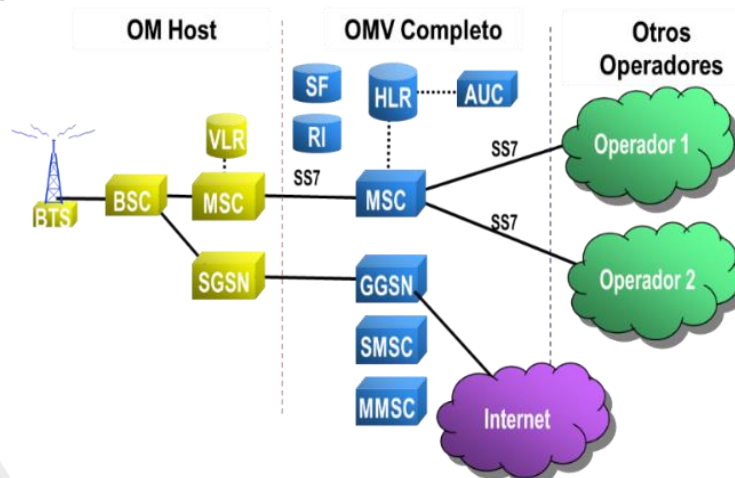 OM Host
OMV Completo
Otros
Operadores
SF
HLR
AUC
VLR
RI
SS7
Operador 1
BTS
BSC
MSC
SS7
MSC
SS7
SGSN
GGSN
Operador 2
SMSC
MMSC
Internet